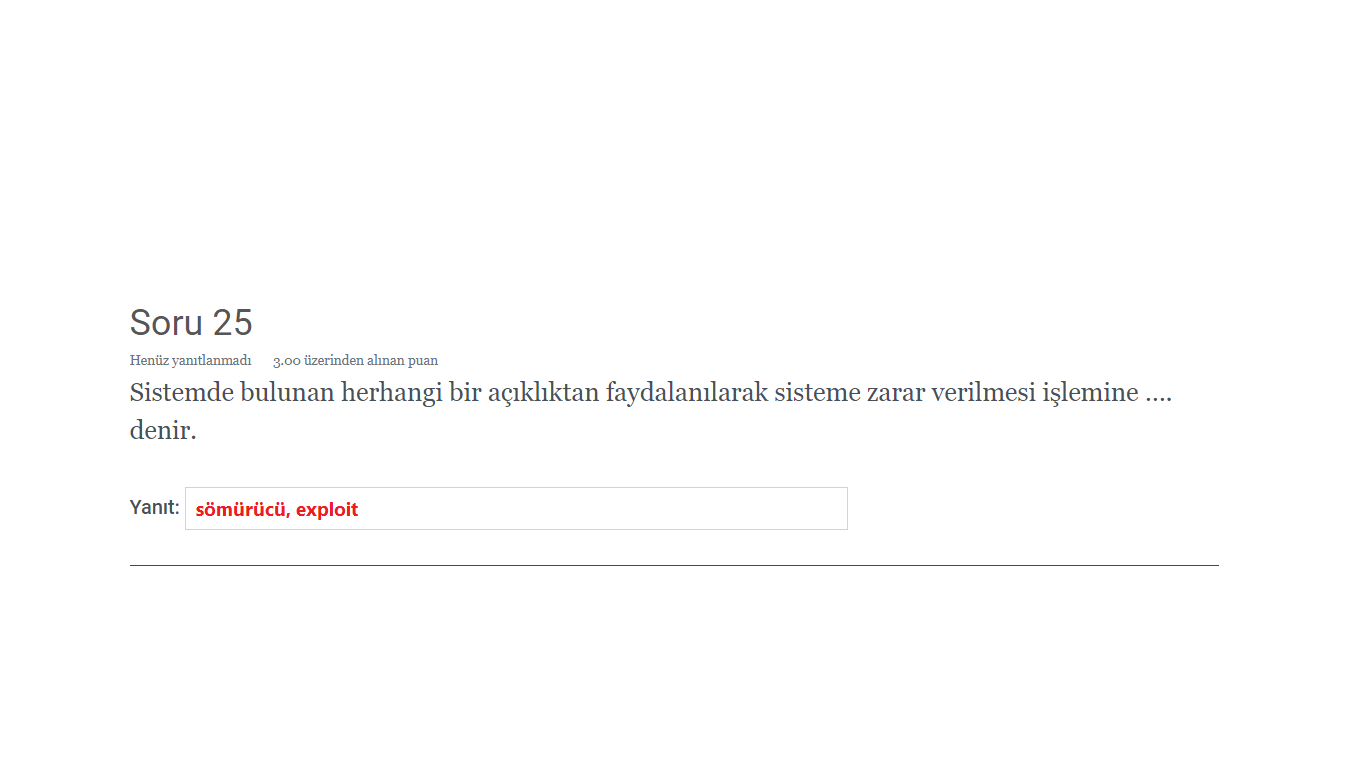 Soru 25
Henüz yanıtlanmadı 3.00 üzerinden alınan puan
Sistemde bulunan herhangi bir açıklıktan faydalanılarak sisteme zarar verilmesi işlemine ....
denir.
Yanıt: sömürücü, exploit